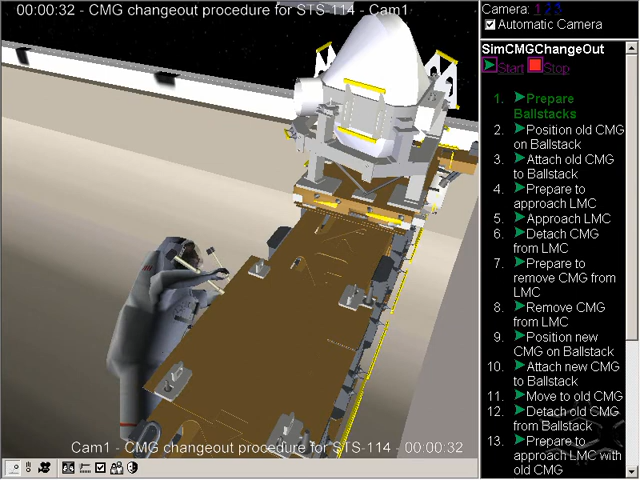 00:00:32 - CMG changeout procedure for STS-114 - Cam1
Camera: 1 2 3
Automatic Camera
SimCMGChangeOut
Start Stop
1. Prepare
Ballstacks
2. Position old CMG
on Ballstack
3. Attach old CMG
to Ballstack
4. Prepare to
approach LMC
5. Approach LMC
6. Detach CMG
from LMC
7. Prepare to
remove CMG from
LMC
8. Remove CMG
from LMC
9. Position new
CMG on Ballstack
10. Attach new CMG
to Ballstack
11. Move to old CMG
12. Detach old CMG
from Ballstack
13. Prepare to
approach LMC with
old CMG
Cam1 - CMG changeout procedure for STS-114 - 00:00:32